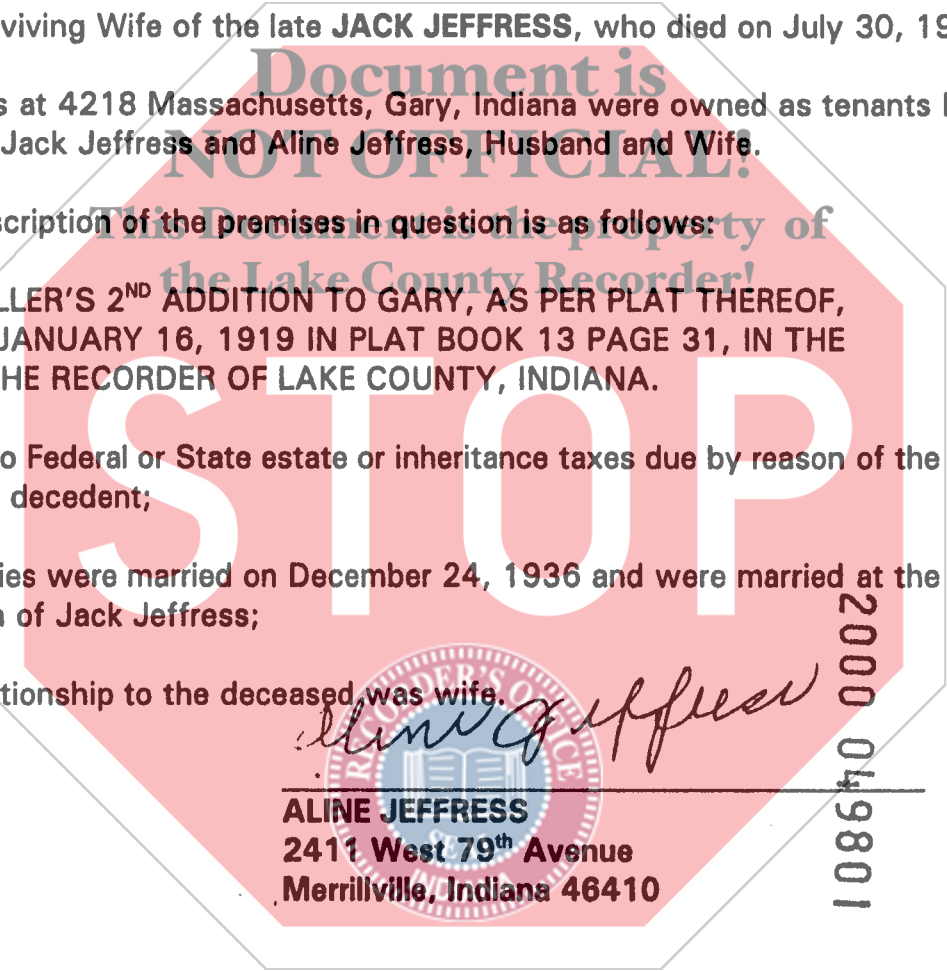 viving Wife of the late JACK JEFFRESS, who died on July 30, 19
Document is
s at 4218 Massachusetts, Gary, Indiana were owned as tenants
Jack Jeffress and Aline Jeffress, Husband and Wife.
NOT OFFICIAL!
scription of the premises in question is as follows:
This Document is the property of
the Lake County Recorder!
LLER'S 2ND ADDITION TO GARY, AS PER PLAT THEREOF,
JANUARY 16, 1919 IN PLAT BOOK 13 PAGE 31, IN THE
HE RECORDER OF LAKE COUNTY, INDIANA.
STOP
o Federal or State estate or inheritance taxes due by reason of the
decedent;
ies were married on December 24, 1936 and were married at the
of Jack Jeffress;
tionship to the deceased was wife.
Aline Jeffress
ALINE JEFFRESS
2411 West 79th Avenue
Merrillville, Indiana 46410
RECORDER'S OFFICE
SEAL
INDIANA
2000 049801